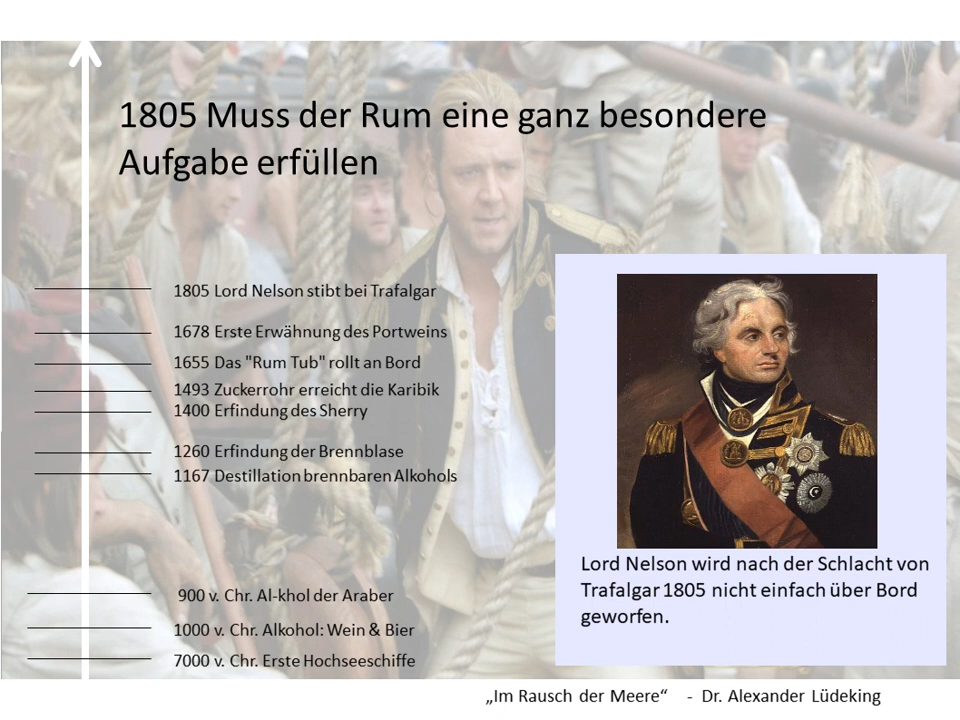 1805 Muss der Rum eine ganz besondere
Aufgabe erfüllen
1805 Lord Nelson stibt bei Trafalgar
1678 Erste Erwähnung des Portweins
1655 Das "Rum Tub" rollt an Bord
1493 Zuckerrohr erreicht die Karibik
1400 Erfindung des Sherry
1260 Erfindung der Brennblase
1167 Destillation brennbaren Alkohols
900 v. Chr. Al-khol der Araber
1000 v. Chr. Alkohol: Wein & Bier
7000 v. Chr. Erste Hochseeschiffe
Lord Nelson wird nach der Schlacht von
Trafalgar 1805 nicht einfach über Bord
geworfen.
„Im Rausch der Meere“ - Dr. Alexander Lüdeking